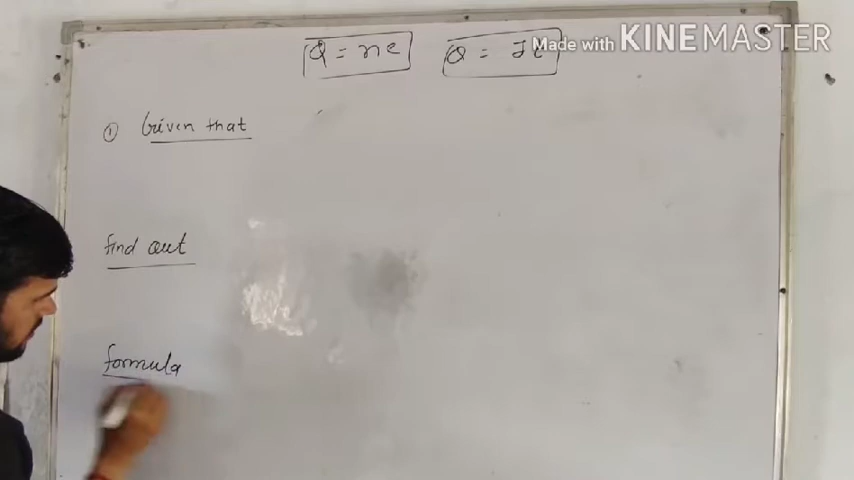 Q = ne Q = It
Made with KINEMASTER
① Given that
find out
formula